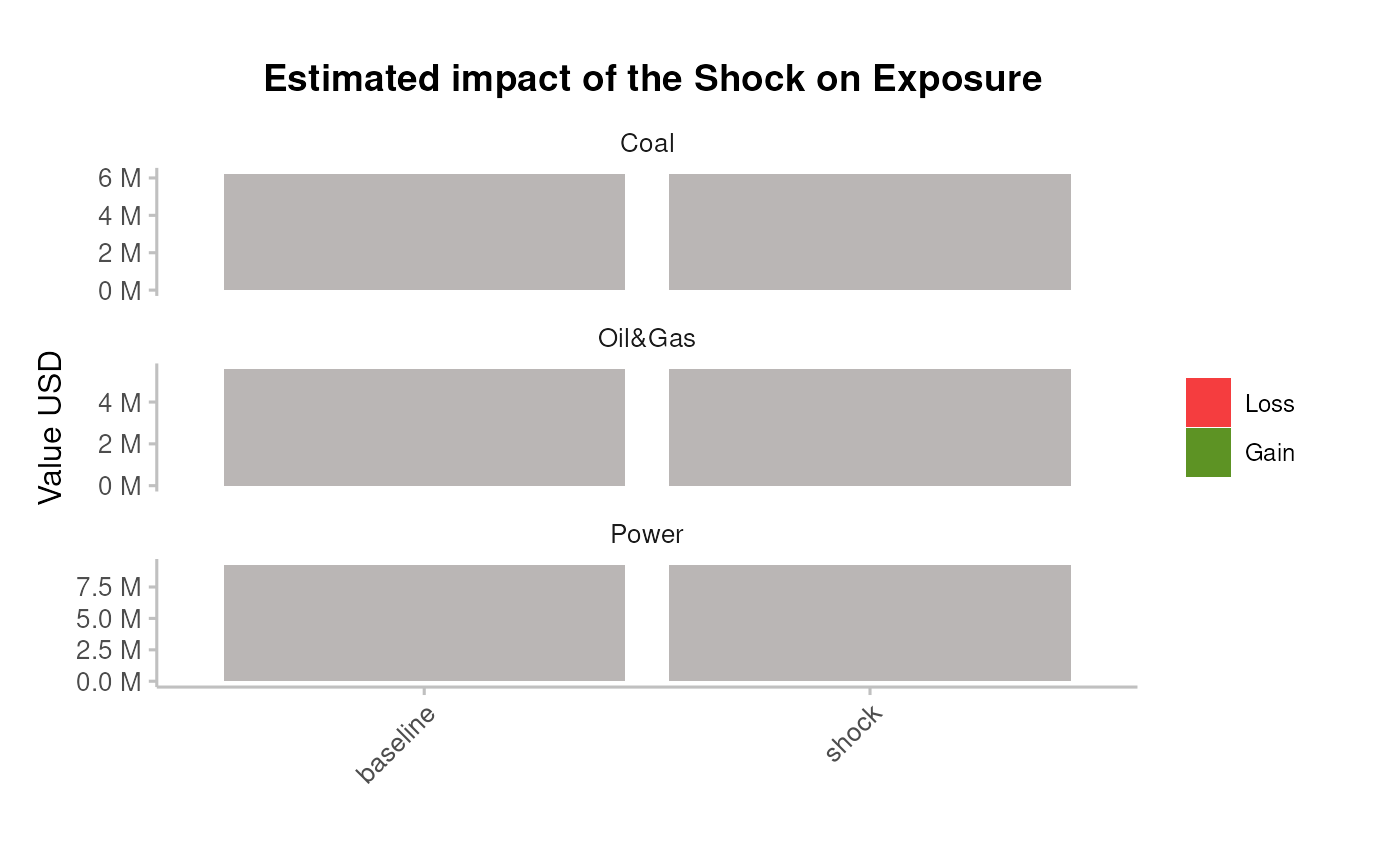 Estimated impact of the Shock on Exposure
Coal
6 M
4 M
2 M
0 M
Oil&Gas
4 M
2 M
0 M
Power
7.5 M
5.0 M
2.5 M
0.0 M
Value USD
baseline
shock
Loss
Gain